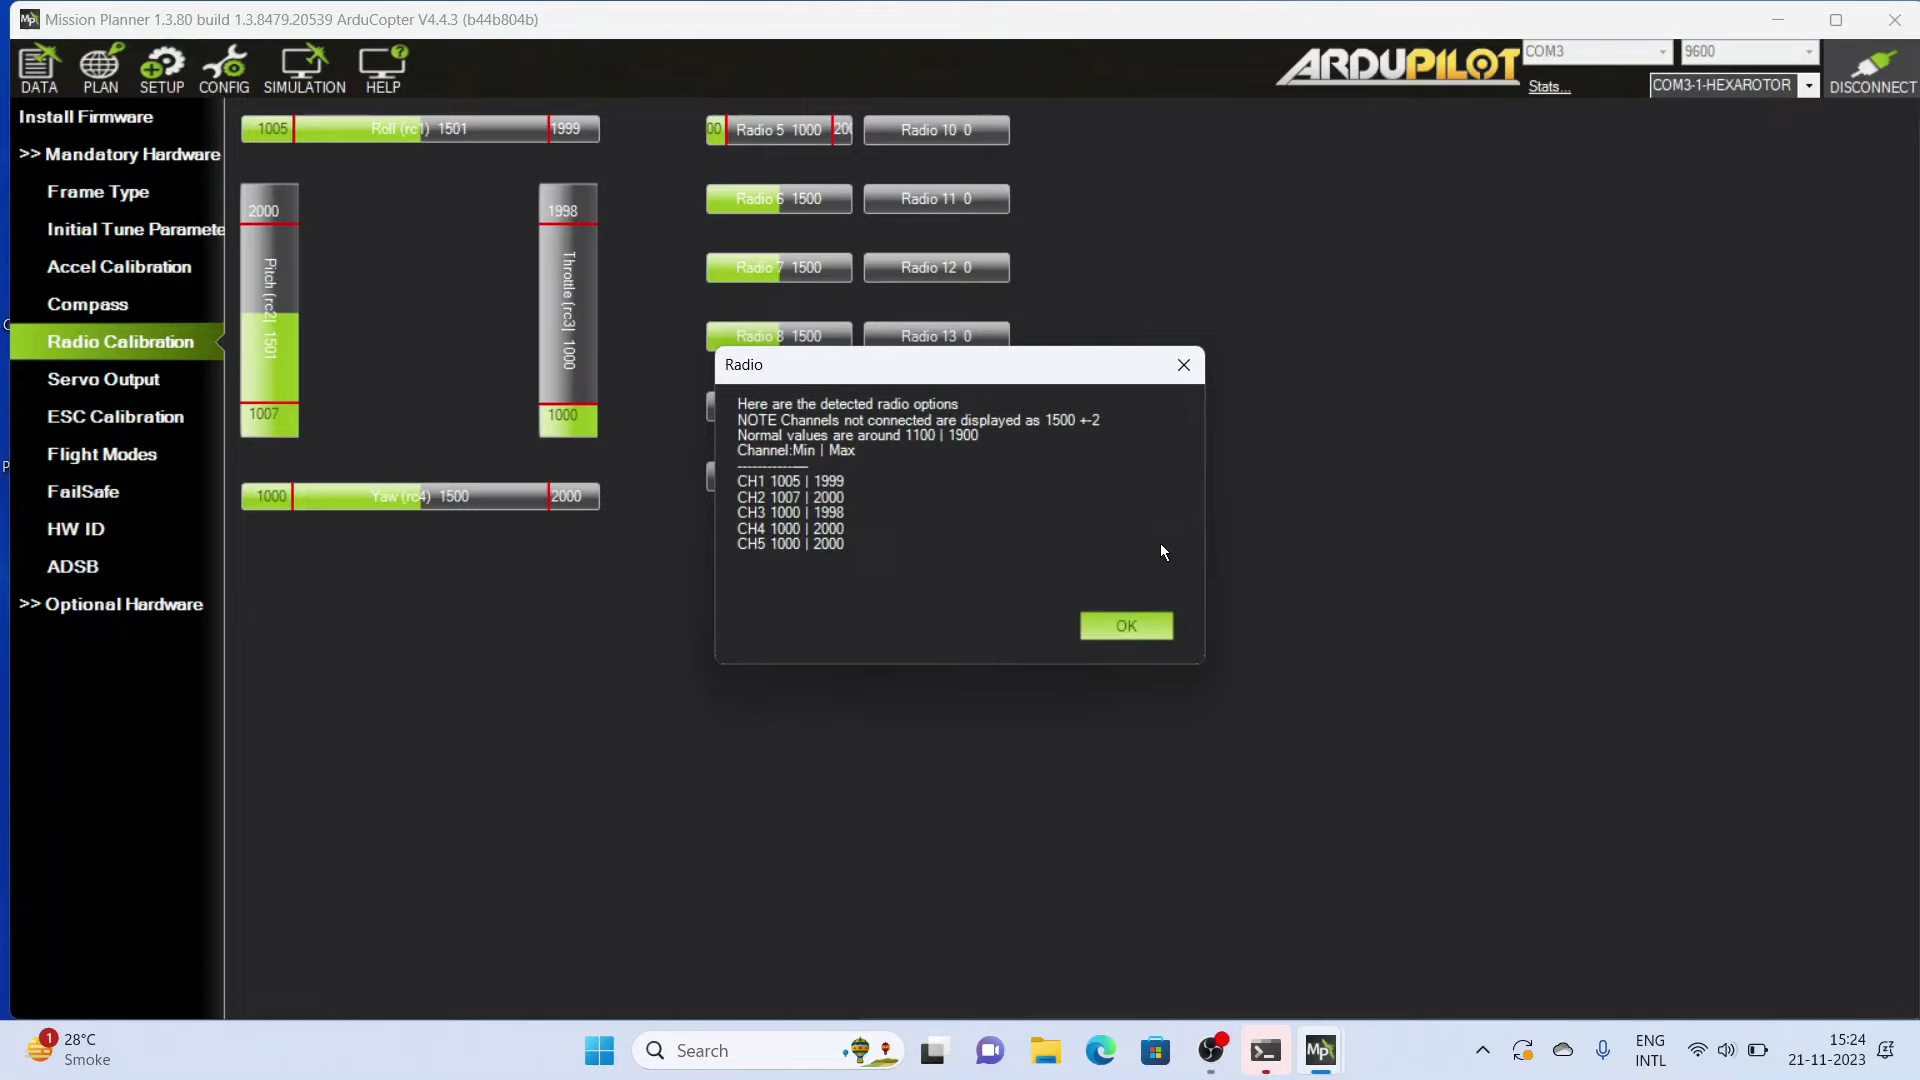 Mission Planner 1.3.80 build 1.3.8479.20539 ArduCopter V4.4.3 (b44b804b)
DATA
PLAN
SETUP
CONFIG
SIMULATION
HELP
ARDUPILOT
COM3
9600
Stats...
COM3-1-HEXAROTOR
DISCONNECT
Install Firmware
>> Mandatory Hardware
Frame Type
Initial Tune Paramete
Accel Calibration
Compass
Radio Calibration
Servo Output
ESC Calibration
Flight Modes
FailSafe
HW ID
ADSB
>> Optional Hardware
1005 Roll (rc1) 1501 1999
2000
Pitch (rc2) 1501
1007
1998
Throttle (rc3) 1000
1000
1000 Yaw (rc4) 1500 2000
00 Radio 5 1000 200
Radio 10 0
Radio 6 1500
Radio 11 0
Radio 7 1500
Radio 12 0
Radio 8 1500
Radio 13 0
Radio
Here are the detected radio options
NOTE Channels not connected are displayed as 1500 +-2
Normal values are around 1100 | 1900
Channel:Min | Max
---------------
CH1 1005 | 1999
CH2 1007 | 2000
CH3 1000 | 1998
CH4 1000 | 2000
CH5 1000 | 2000
OK
1
28°C
Smoke
Search
Mp
ENG
INTL
15:24
21-11-2023